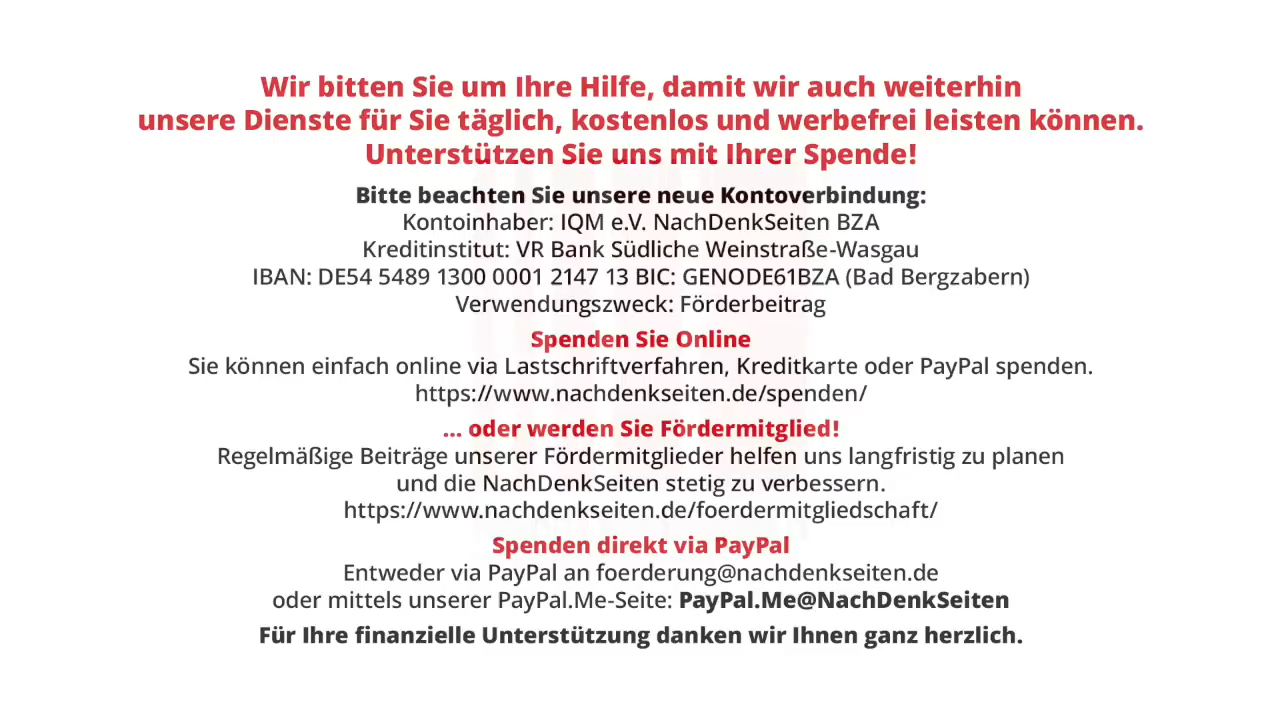 Wir bitten Sie um Ihre Hilfe, damit wir auch weiterhin
unsere Dienste für Sie täglich, kostenlos und werbefrei leisten können.
Unterstützen Sie uns mit Ihrer Spende!
Bitte beachten Sie unsere neue Kontoverbindung:
Kontoinhaber: IQM e.V. NachDenkSeiten BZA
Kreditinstitut: VR Bank Südliche Weinstraße-Wasgau
IBAN: DE54 5489 1300 0001 2147 13 BIC: GENODE61BZA (Bad Bergzabern)
Verwendungszweck: Förderbeitrag
Spenden Sie Online
Sie können einfach online via Lastschriftverfahren, Kreditkarte oder PayPal spenden.
https://www.nachdenkseiten.de/spenden/
... oder werden Sie Fördermitglied!
Regelmäßige Beiträge unserer Fördermitglieder helfen uns langfristig zu planen
und die NachDenkSeiten stetig zu verbessern.
https://www.nachdenkseiten.de/foerdermitgliedschaft/
Spenden direkt via PayPal
Entweder via PayPal an foerderung@nachdenkseiten.de
oder mittels unserer PayPal.Me-Seite: PayPal.Me@NachDenkSeiten
Für Ihre finanzielle Unterstützung danken wir Ihnen ganz herzlich.